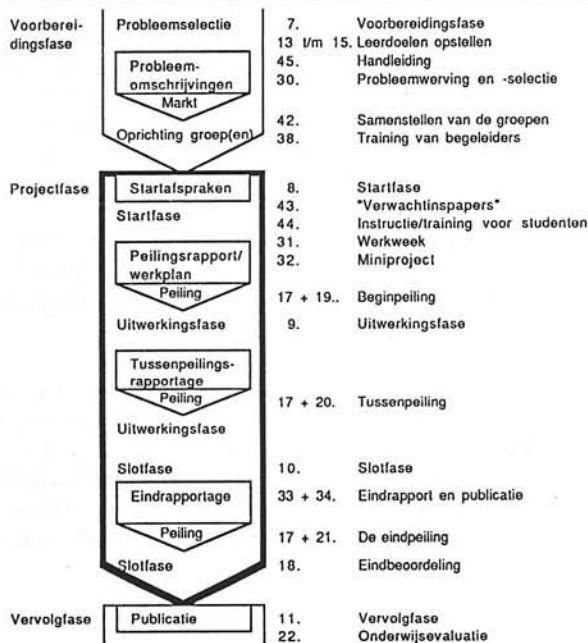 Voorberei- Probleemselectie 7. Voorbereidingsfase
dingsfase 13 t/m 15. Leerdoelen opstellen
Probleem- 45. Handleiding
omschrijvingen 30. Probleemwerving en -selectie
Markt
42. Samenstellen van de groepen
Oprichting groep(en) 38. Training van begeleiders
Projectfase Startafspraken 8. Startfase
43. "Verwachtinspapers"
Startfase 44. Instructie/training voor studenten
31. Werkweek
Peilingsrapport/ 32. Miniproject
werkplan
Peiling 17 + 19.. Beginpeiling
Uitwerkingsfase 9. Uitwerkingsfase
Tussenpeilings-
rapportage
Peiling 17 + 20. Tussenpeiling
Uitwerkingsfase
Slotfase 10. Slotfase
Eindrapportage 33 + 34. Eindrapport en publicatie
Peiling 17 + 21. De eindpeiling
Slotfase 18. Eindbeoordeling
Vervolgfase Publicatie 11. Vervolgfase
22. Onderwijsevaluatie